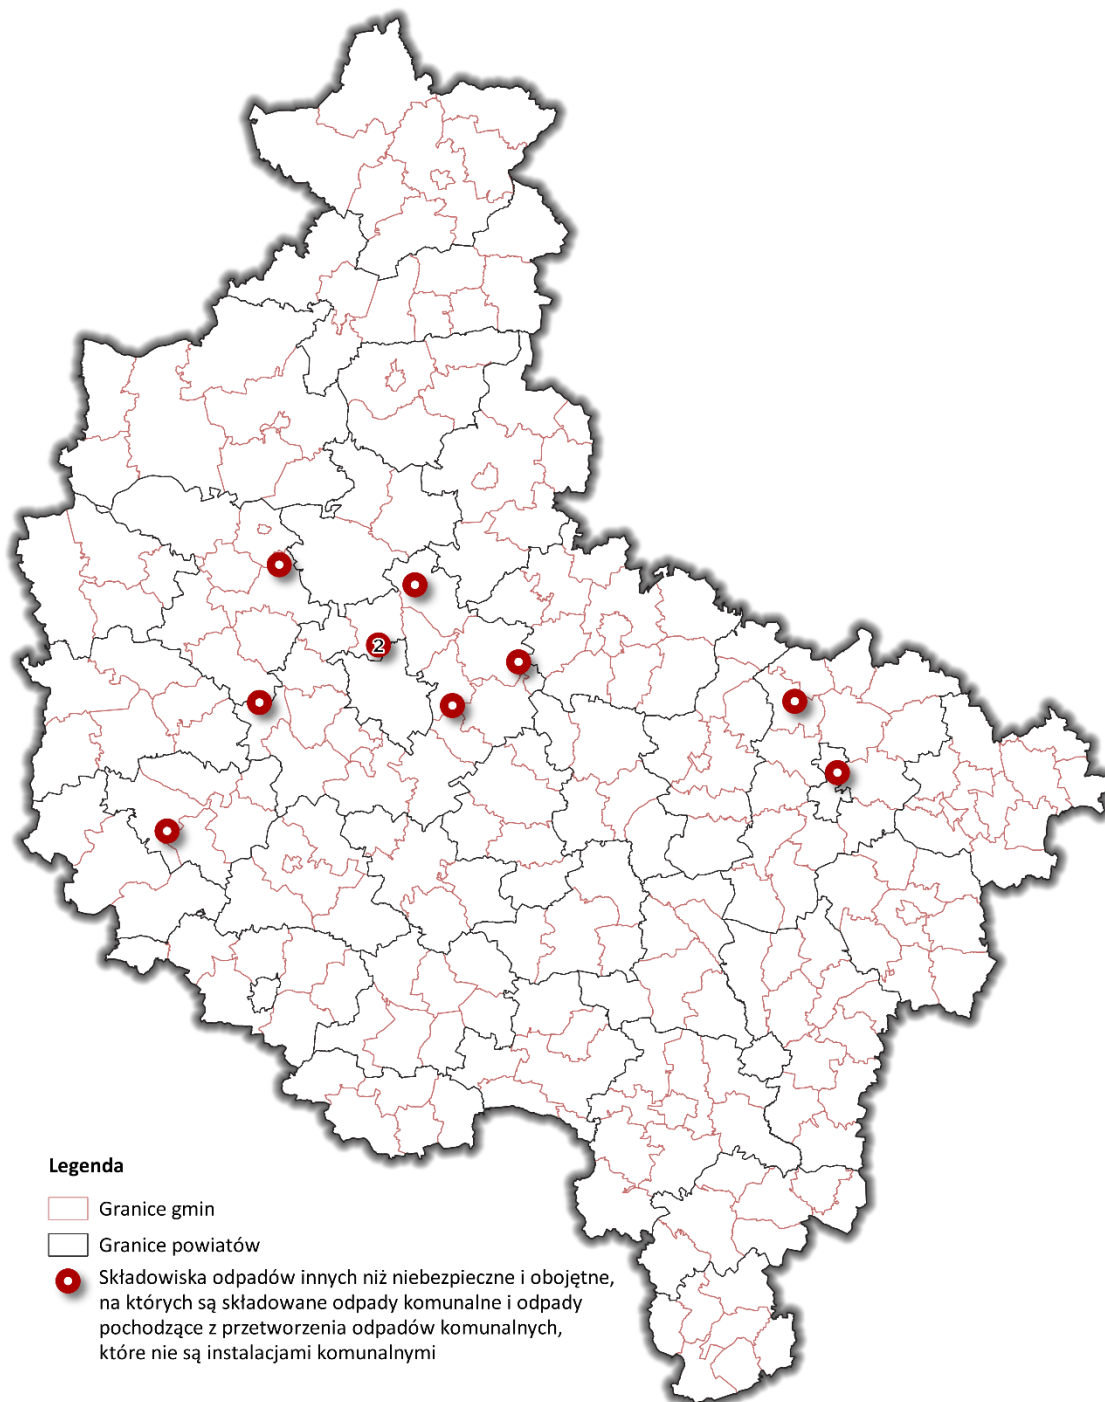 2
Legenda
Granice gmin
Granice powiatów
Składowiska odpadów innych niż niebezpieczne i obojętne,
na których są składowane odpady komunalne i odpady
pochodzące z przetworzenia odpadów komunalnych,
które nie są instalacjami komunalnymi